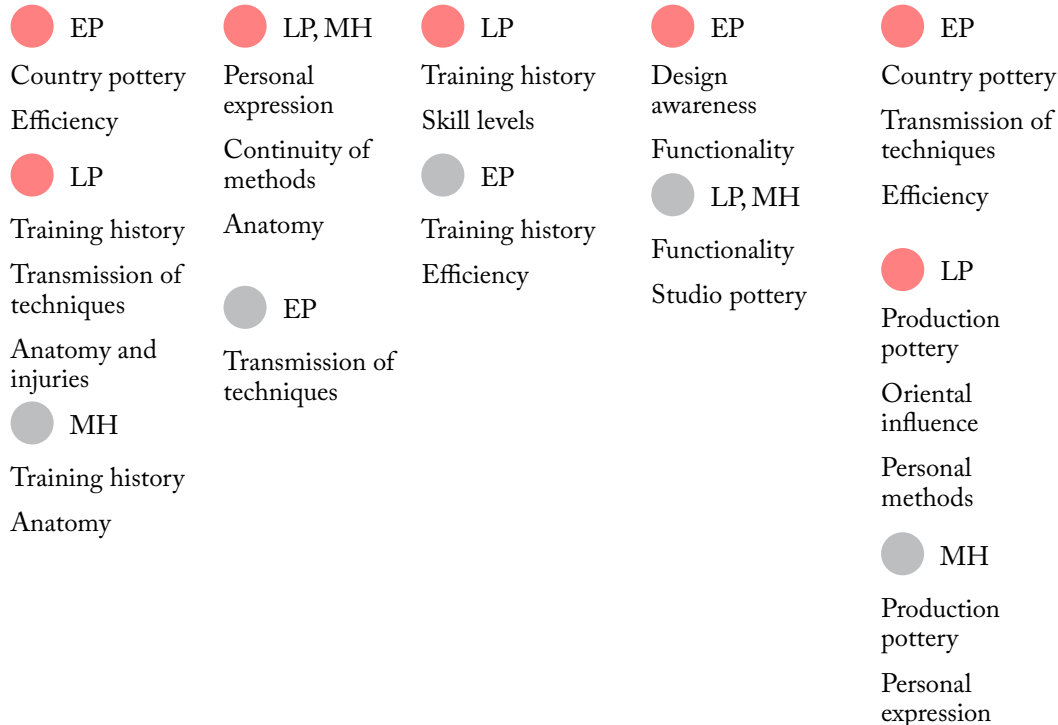 EP
Country pottery
Efficiency
LP
Training history
Transmission of
techniques
Anatomy and
injuries
MH
Training history
Anatomy
LP, MH
Personal
expression
Continuity of
methods
Anatomy
EP
Transmission of
techniques
LP
Training history
Skill levels
EP
Training history
Efficiency
EP
Design
awareness
Functionality
LP, MH
Functionality
Studio pottery
EP
Country pottery
Transmission of
techniques
Efficiency
LP
Production
pottery
Oriental
influence
Personal
methods
MH
Production
pottery
Personal
expression